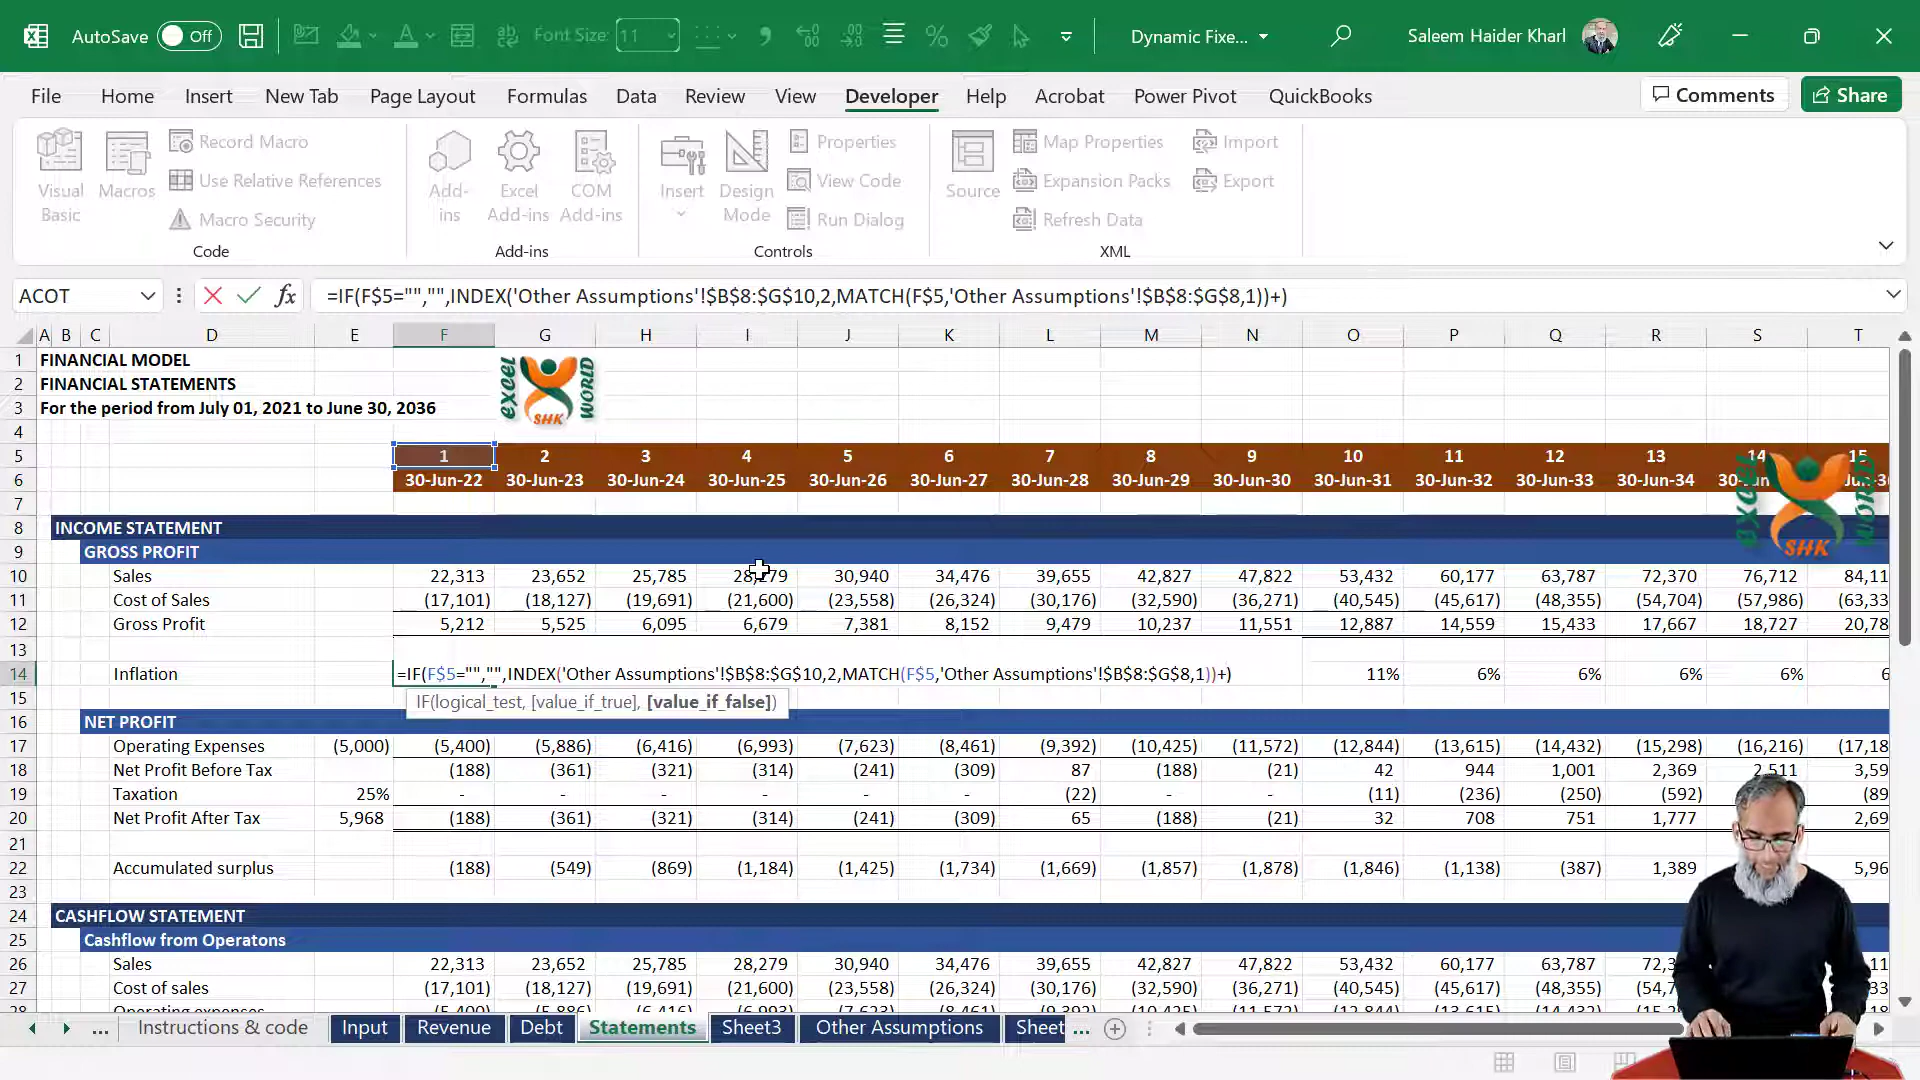 AutoSave Off Font Size: 11 Dynamic Fixe... Saleem Haider Kharl
File Home Insert New Tab Page Layout Formulas Data Review View Developer Help Acrobat Power Pivot QuickBooks Comments Share
Visual Basic Macros Record Macro Use Relative References Macro Security
Add-ins Excel Add-ins COM Add-ins
Insert Design Mode Properties View Code Run Dialog
Source Map Properties Expansion Packs Refresh Data Import Export
Code Add-ins Controls XML
ACOT fx =IF(F$5="","",INDEX('Other Assumptions'!$B$8:$G$10,2,MATCH(F$5,'Other Assumptions'!$B$8:$G$8,1))+)
A B C D E F G H I J K L M N O P Q R S T
1 FINANCIAL MODEL
2 FINANCIAL STATEMENTS
3 For the period from July 01, 2021 to June 30, 2036
EXCEL WORLD SHK
4
5 1 2 3 4 5 6 7 8 9 10 11 12 13 14 15
6 30-Jun-22 30-Jun-23 30-Jun-24 30-Jun-25 30-Jun-26 30-Jun-27 30-Jun-28 30-Jun-29 30-Jun-30 30-Jun-31 30-Jun-32 30-Jun-33 30-Jun-34
EXCEL WORLD SHK
7
8 INCOME STATEMENT
9 GROSS PROFIT
10 Sales 22,313 23,652 25,785 28,279 30,940 34,476 39,655 42,827 47,822 53,432 60,177 63,787 72,370 76,712 84,11
11 Cost of Sales (17,101) (18,127) (19,691) (21,600) (23,558) (26,324) (30,176) (32,590) (36,271) (40,545) (45,617) (48,355) (54,704) (57,986) (63,33
12 Gross Profit 5,212 5,525 6,095 6,679 7,381 8,152 9,479 10,237 11,551 12,887 14,559 15,433 17,667 18,727 20,78
13
14 Inflation =IF(F$5="","",INDEX('Other Assumptions'!$B$8:$G$10,2,MATCH(F$5,'Other Assumptions'!$B$8:$G$8,1))+) 11% 6% 6% 6% 6% 6
15 IF(logical_test, [value_if_true], [value_if_false])
16 NET PROFIT
17 Operating Expenses (5,000) (5,400) (5,886) (6,416) (6,993) (7,623) (8,461) (9,392) (10,425) (11,572) (12,844) (13,615) (14,432) (15,298) (16,216) (17,18
18 Net Profit Before Tax (188) (361) (321) (314) (241) (309) 87 (188) (21) 42 944 1,001 2,369 2,511 3,59
19 Taxation 25% - - - - - - (22) - - (11) (236) (250) (592) (89
20 Net Profit After Tax 5,968 (188) (361) (321) (314) (241) (309) 65 (188) (21) 32 708 751 1,777 2,69
21
22 Accumulated surplus (188) (549) (869) (1,184) (1,425) (1,734) (1,669) (1,857) (1,878) (1,846) (1,138) (387) 1,389 5,96
23
24 CASHFLOW STATEMENT
25 Cashflow from Operatons
26 Sales 22,313 23,652 25,785 28,279 30,940 34,476 39,655 42,827 47,822 53,432 60,177 63,787 72,3 11
27 Cost of sales (17,101) (18,127) (19,691) (21,600) (23,558) (26,324) (30,176) (32,590) (36,271) (40,545) (45,617) (48,355) (54,7
28 Operating expenses (5,400) (5,886) (6,416)
... Instructions & code Input Revenue Debt Statements Sheet3 Other Assumptions Sheet ...